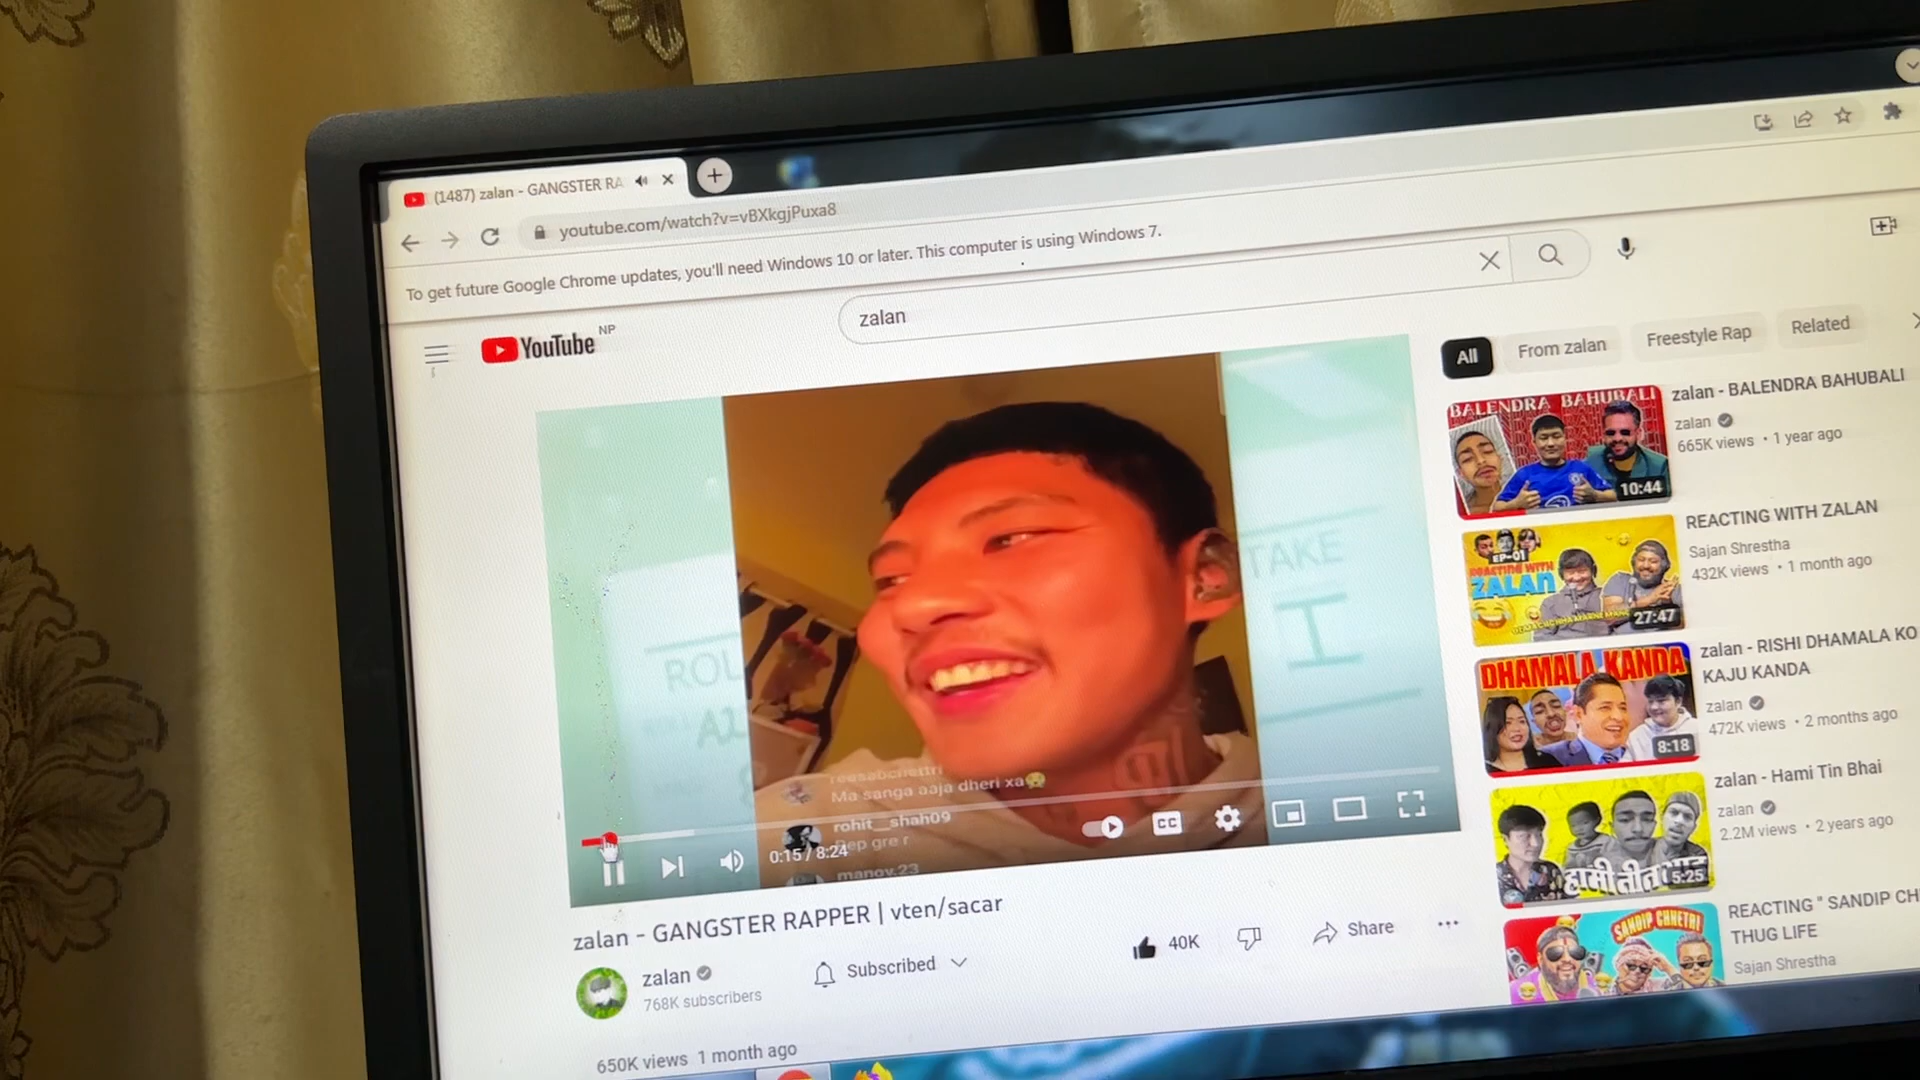 (1487) zalan - GANGSTER RA
youtube.com/watch?v=vBXkgjPuxa8
To get future Google Chrome updates, you'll need Windows 10 or later. This computer is using Windows 7.
YouTube NP
zalan
All
From zalan
Freestyle Rap
Related
TAKE
ROL
Ma sanga aaja dheri xa😭
rohit__shah09
Dep gre r
manov.23
CC
0:15 / 8:24
zalan - GANGSTER RAPPER | vten/sacar
zalan
768K subscribers
Subscribed
40K
Share
650K views 1 month ago
BALENDRA BAHUBALI
10:44
zalan - BALENDRA BAHUBALI
zalan
665K views • 1 year ago
EP-01
REACTING WITH
ZALAN
27:47
REACTING WITH ZALAN
Sajan Shrestha
432K views • 1 month ago
DHAMALA KANDA
8:18
zalan - RISHI DHAMALA KO
KAJU KANDA
zalan
472K views • 2 months ago
हामी तीन भाइ
5:25
zalan - Hami Tin Bhai
zalan
2.2M views • 2 years ago
SANDIP CHHETRI
REACTING " SANDIP CH
THUG LIFE
Sajan Shrestha